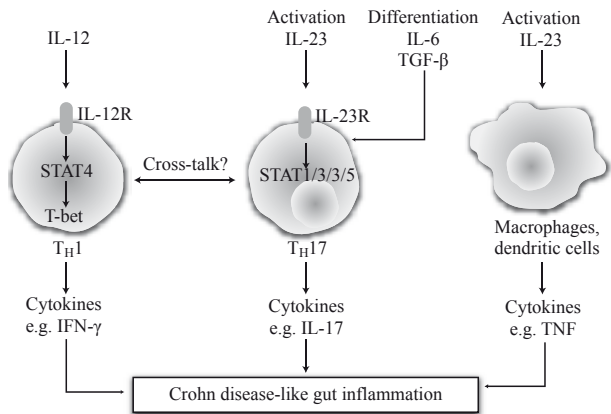 IL-12
Activation
IL-23
Differentiation
IL-6
TGF-β
Activation
IL-23
IL-12R
IL-23R
STAT4
T-bet
Cross-talk?
STAT1/3/3/5
TH1
TH17
Macrophages,
dendritic cells
Cytokines
e.g. IFN-γ
Cytokines
e.g. IL-17
Cytokines
e.g. TNF
Crohn disease-like gut inflammation